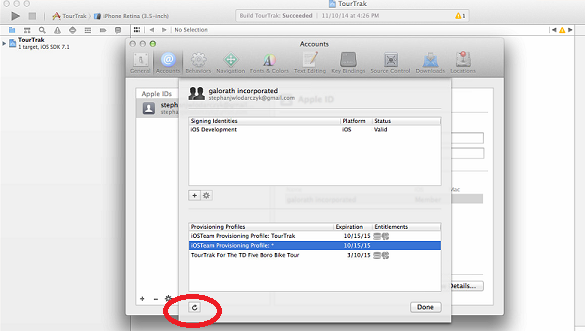 TourTrak
TourTrak
iPhone Retina (3.5-inch)
Build TourTrak: Succeeded | 11/10/14 at 4:26 PM
1
No Selection
TourTrak
1 target, iOS SDK 7.1
Accounts
General
Accounts
Behaviors
Navigation
Fonts & Colors
Text Editing
Key Bindings
Source Control
Downloads
Locations
Apple IDs
galorath incorporated
stephanjwlodarczyk@gmail.com
Apple ID
Signing Identities Platform Status
iOS Development iOS Valid
Mac
Provisioning Profiles Expiration Entitlements
iOSTeam Provisioning Profile: TourTrak 10/15/15
iOSTeam Provisioning Profile: * 10/15/15
TourTrak For The TD Five Boro Bike Tour 3/10/15
Details...
Done